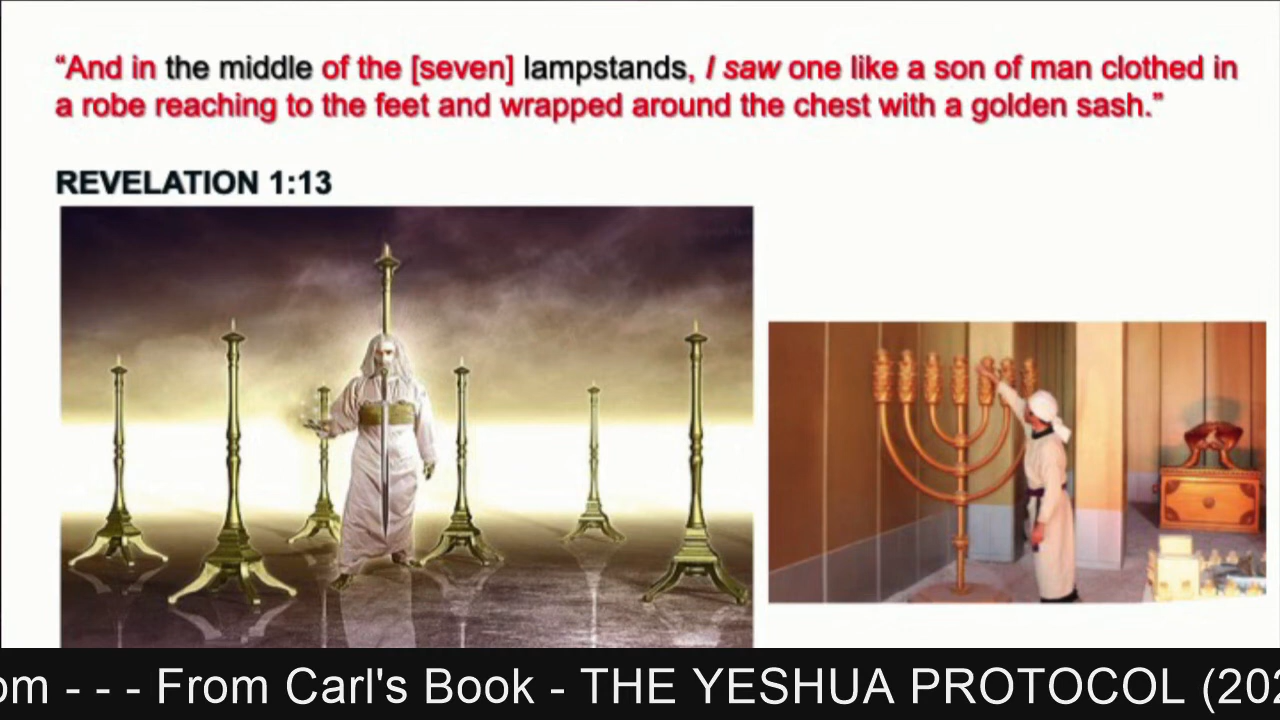 “And in the middle of the [seven] lampstands, I saw one like a son of man clothed in
a robe reaching to the feet and wrapped around the chest with a golden sash.”
REVELATION 1:13
om - - - From Carl's Book - THE YESHUA PROTOCOL (202